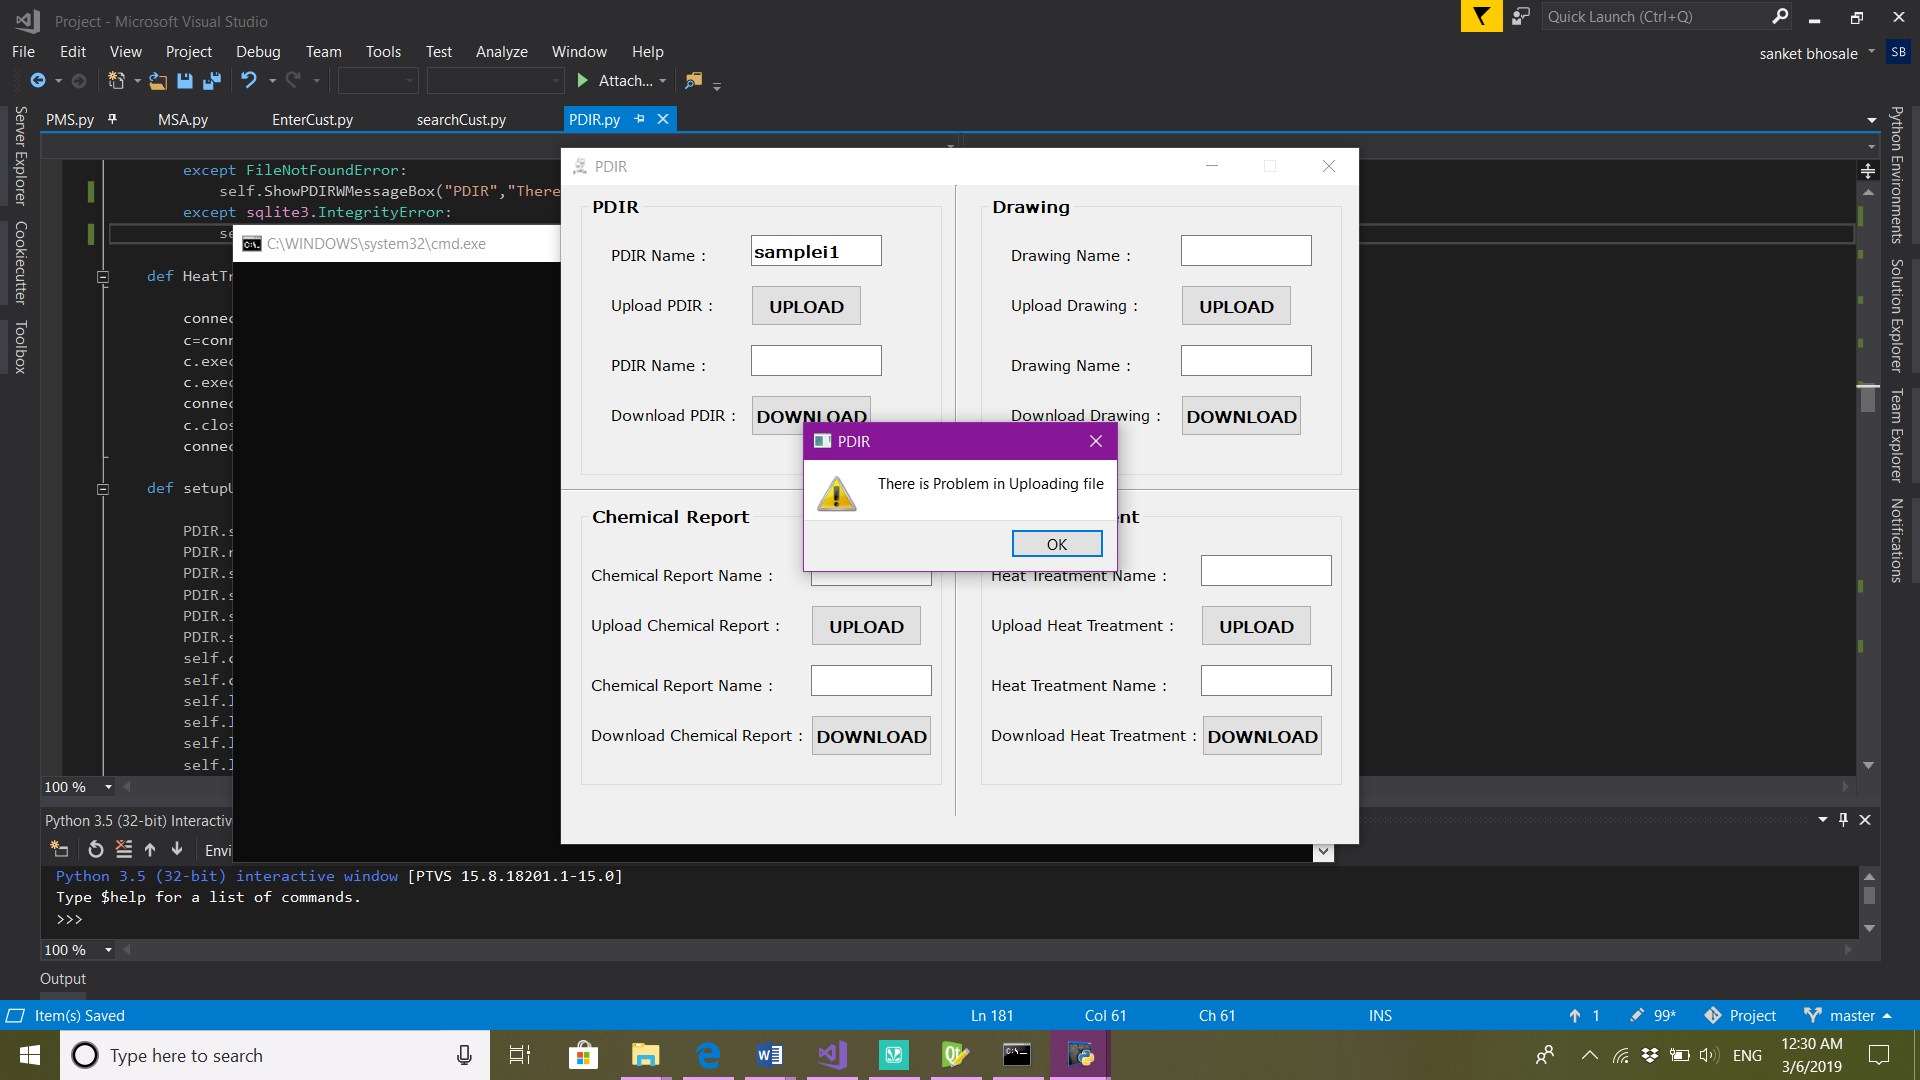 Project - Microsoft Visual Studio
Quick Launch (Ctrl+Q)
File Edit View Project Debug Team Tools Test Analyze Window Help
sanket bhosale SB
Attach...
PMS.py MSA.py EnterCust.py searchCust.py PDIR.py
Server Explorer
Cookiecutter
Toolbox
Python Environments
Solution Explorer
Team Explorer
Notifications
except FileNotFoundError:
self.ShowPDIRWMessageBox("PDIR","There
except sqlite3.IntegrityError:
se
def HeatTr
connec
c=conn
c.exec
c.exec
connec
c.clos
connec
def setupU
PDIR.s
PDIR.r
PDIR.s
PDIR.s
PDIR.s
PDIR.s
self.c
self.c
self.l
self.l
self.l
self.l
C:\WINDOWS\system32\cmd.exe
PDIR
PDIR
PDIR Name :
samplei1
Upload PDIR :
UPLOAD
PDIR Name :
Download PDIR :
DOWNLOAD
Drawing
Drawing Name :
Upload Drawing :
UPLOAD
Drawing Name :
Download Drawing :
DOWNLOAD
PDIR
There is Problem in Uploading file
OK
Chemical Report
Chemical Report Name :
Upload Chemical Report :
UPLOAD
Chemical Report Name :
Download Chemical Report :
DOWNLOAD
nt
Heat Treatment Name :
Upload Heat Treatment :
UPLOAD
Heat Treatment Name :
Download Heat Treatment :
DOWNLOAD
100 %
Python 3.5 (32-bit) Interactiv
Envi
Python 3.5 (32-bit) interactive window [PTVS 15.8.18201.1-15.0]
Type $help for a list of commands.
>>>
100 %
Output
Item(s) Saved Ln 181 Col 61 Ch 61 INS 1 99* Project master
Type here to search
ENG
12:30 AM
3/6/2019